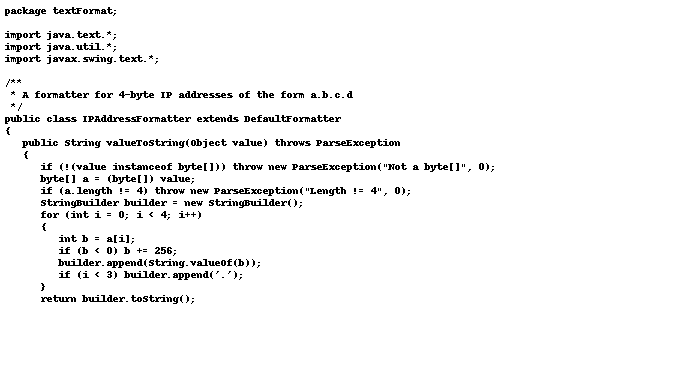 package textFormat;

import java.text.*;
import java.util.*;
import javax.swing.text.*;

/**
 * A formatter for 4-byte IP addresses of the form a.b.c.d
 */
public class IPAddressFormatter extends DefaultFormatter
{
   public String valueToString(Object value) throws ParseException
   {
      if (!(value instanceof byte[])) throw new ParseException("Not a byte[]", 0);
      byte[] a = (byte[]) value;
      if (a.length != 4) throw new ParseException("Length != 4", 0);
      StringBuilder builder = new StringBuilder();
      for (int i = 0; i < 4; i++)
      {
         int b = a[i];
         if (b < 0) b += 256;
         builder.append(String.valueOf(b));
         if (i < 3) builder.append('.');
      }
      return builder.toString();